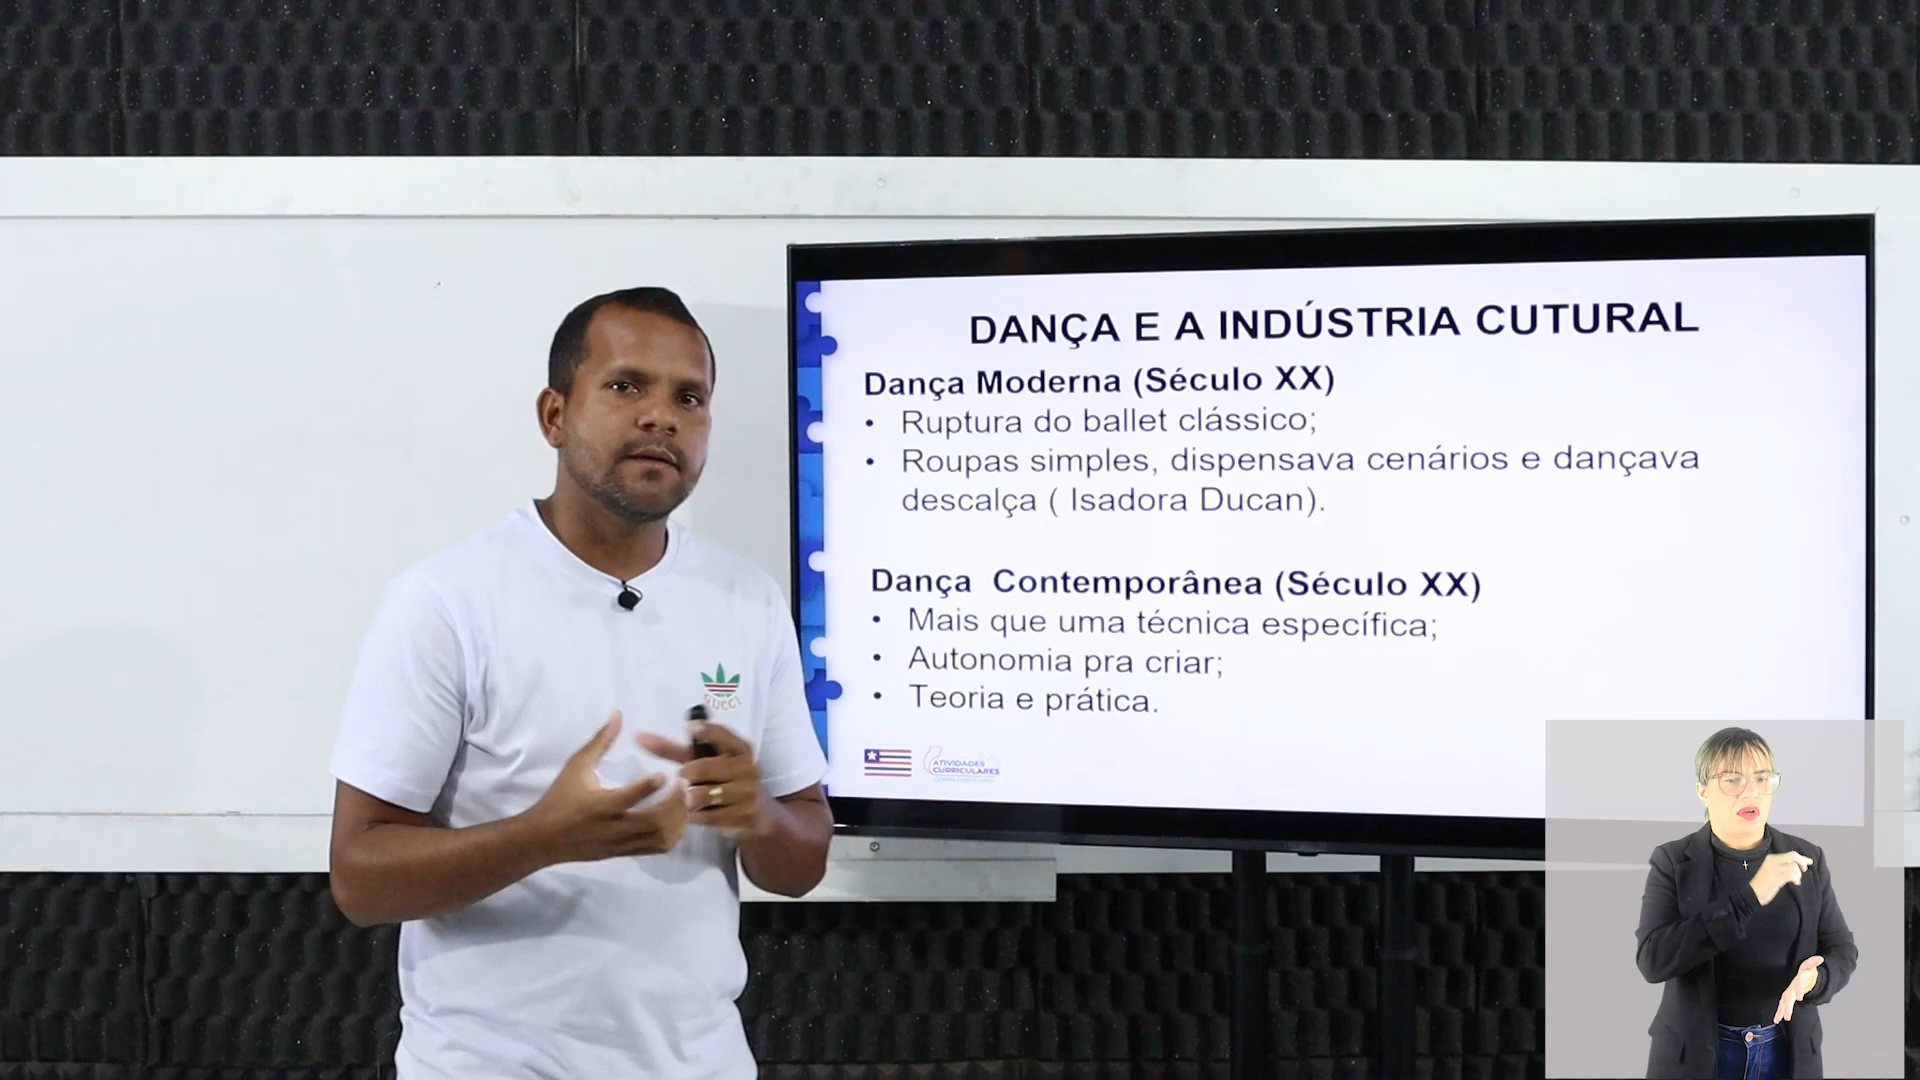 DANÇA E A INDÚSTRIA CUTURAL
Dança Moderna (Século XX)
• Ruptura do ballet clássico;
• Roupas simples, dispensava cenários e dançava
descalça ( Isadora Ducan).
Dança Contemporânea (Século XX)
• Mais que uma técnica específica;
• Autonomia pra criar;
• Teoria e prática.
ATIVIDADES
CURRICULARES
GUCCI